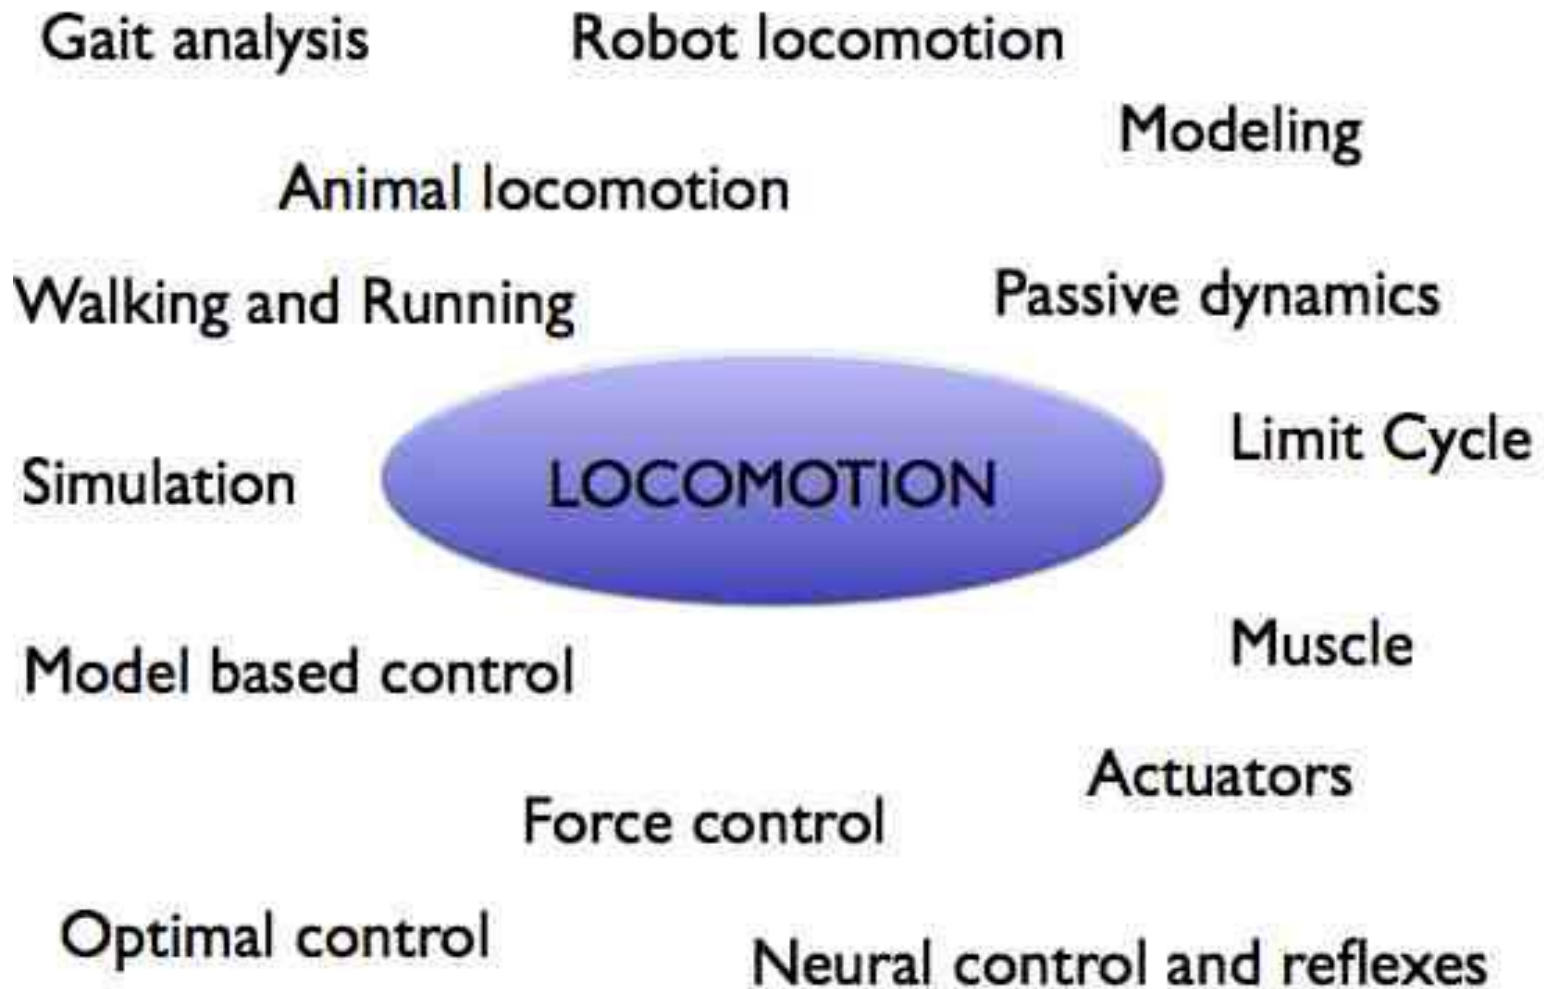 Gait analysis
Robot locomotion
Modeling
Animal locomotion
Walking and Running
Passive dynamics
Limit Cycle
Simulation
LOCOMOTION
Muscle
Model based control
Actuators
Force control
Optimal control
Neural control and reflexes